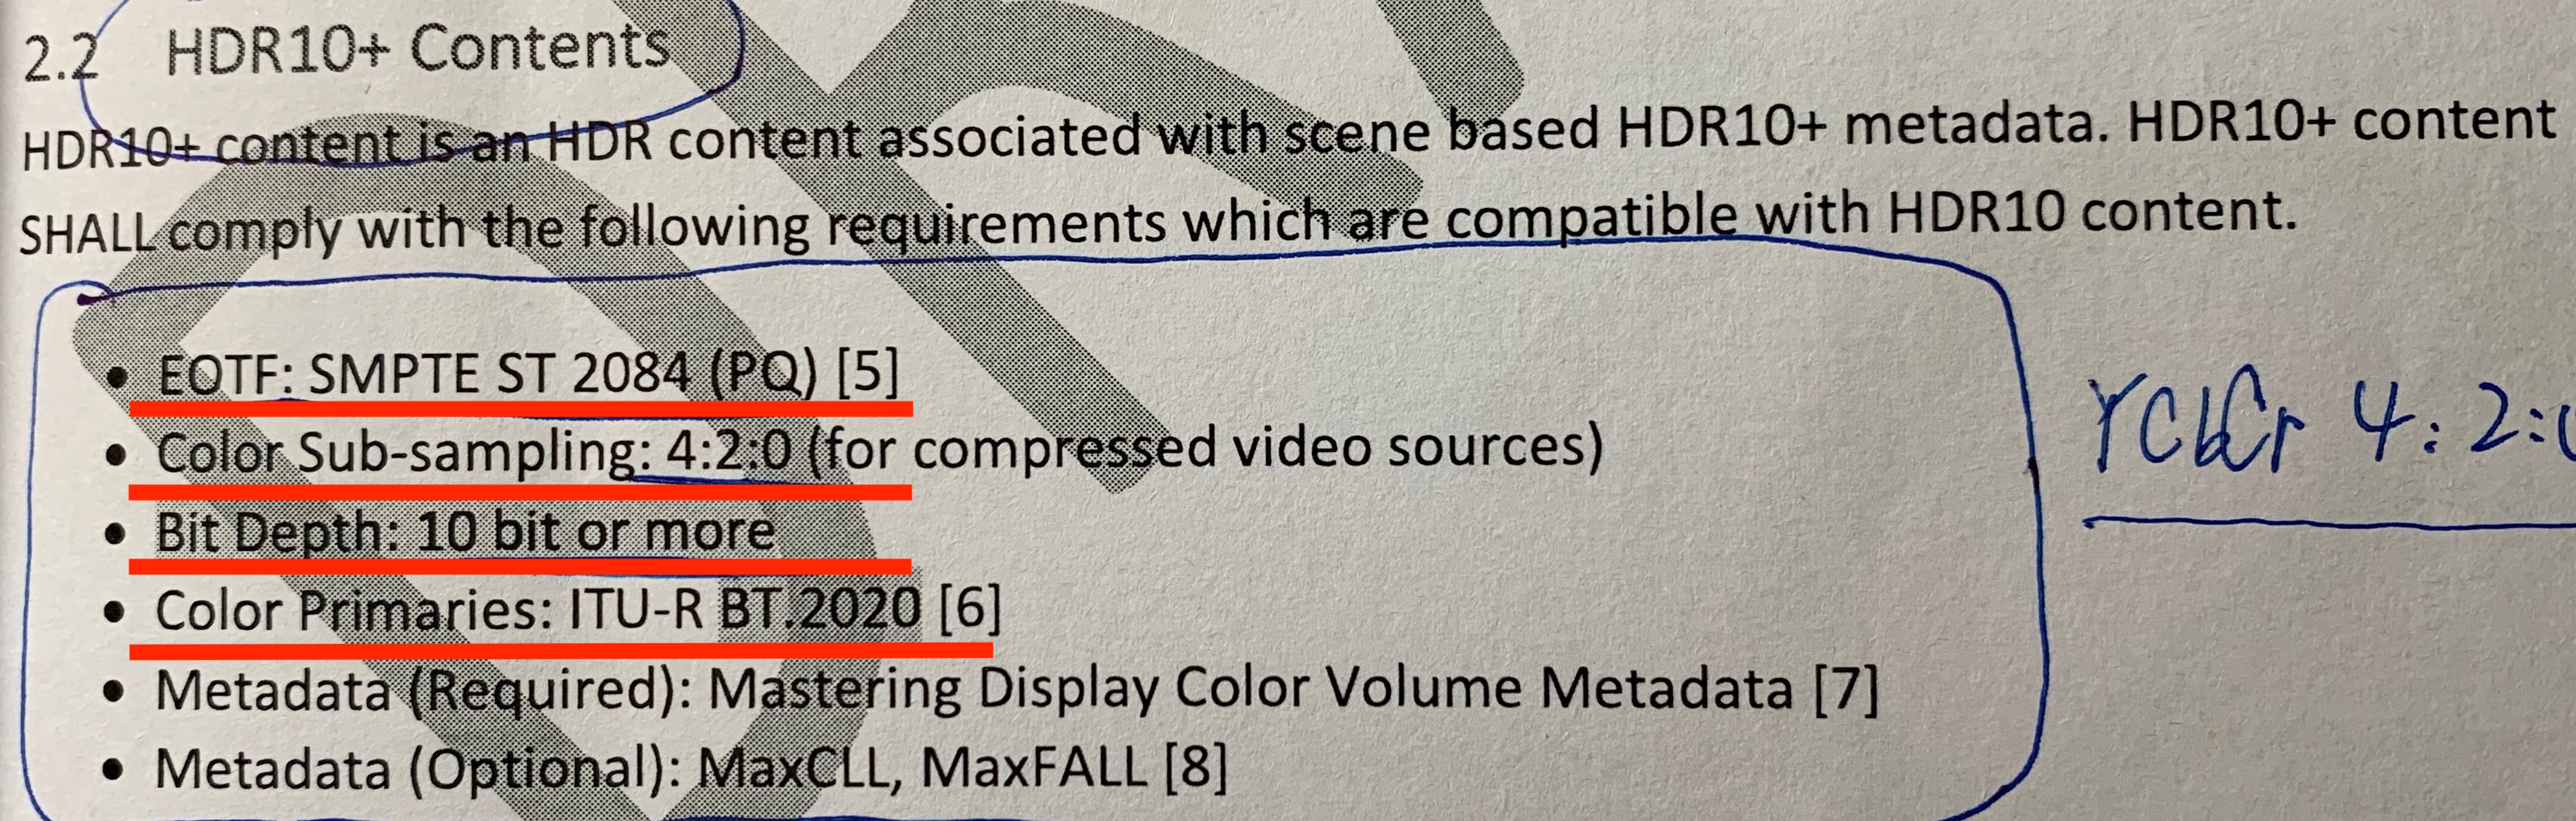 2.2 HDR10+ Contents
HDR10+ content is an HDR content associated with scene based HDR10+ metadata. HDR10+ content
SHALL comply with the following requirements which are compatible with HDR10 content.
• EOTF: SMPTE ST 2084 (PQ) [5]
• Color Sub-sampling: 4:2:0 (for compressed video sources)
YCbCr 4:2:0
• Bit Depth: 10 bit or more
• Color Primaries: ITU-R BT.2020 [6]
• Metadata (Required): Mastering Display Color Volume Metadata [7]
• Metadata (Optional): MaxCLL, MaxFALL [8]